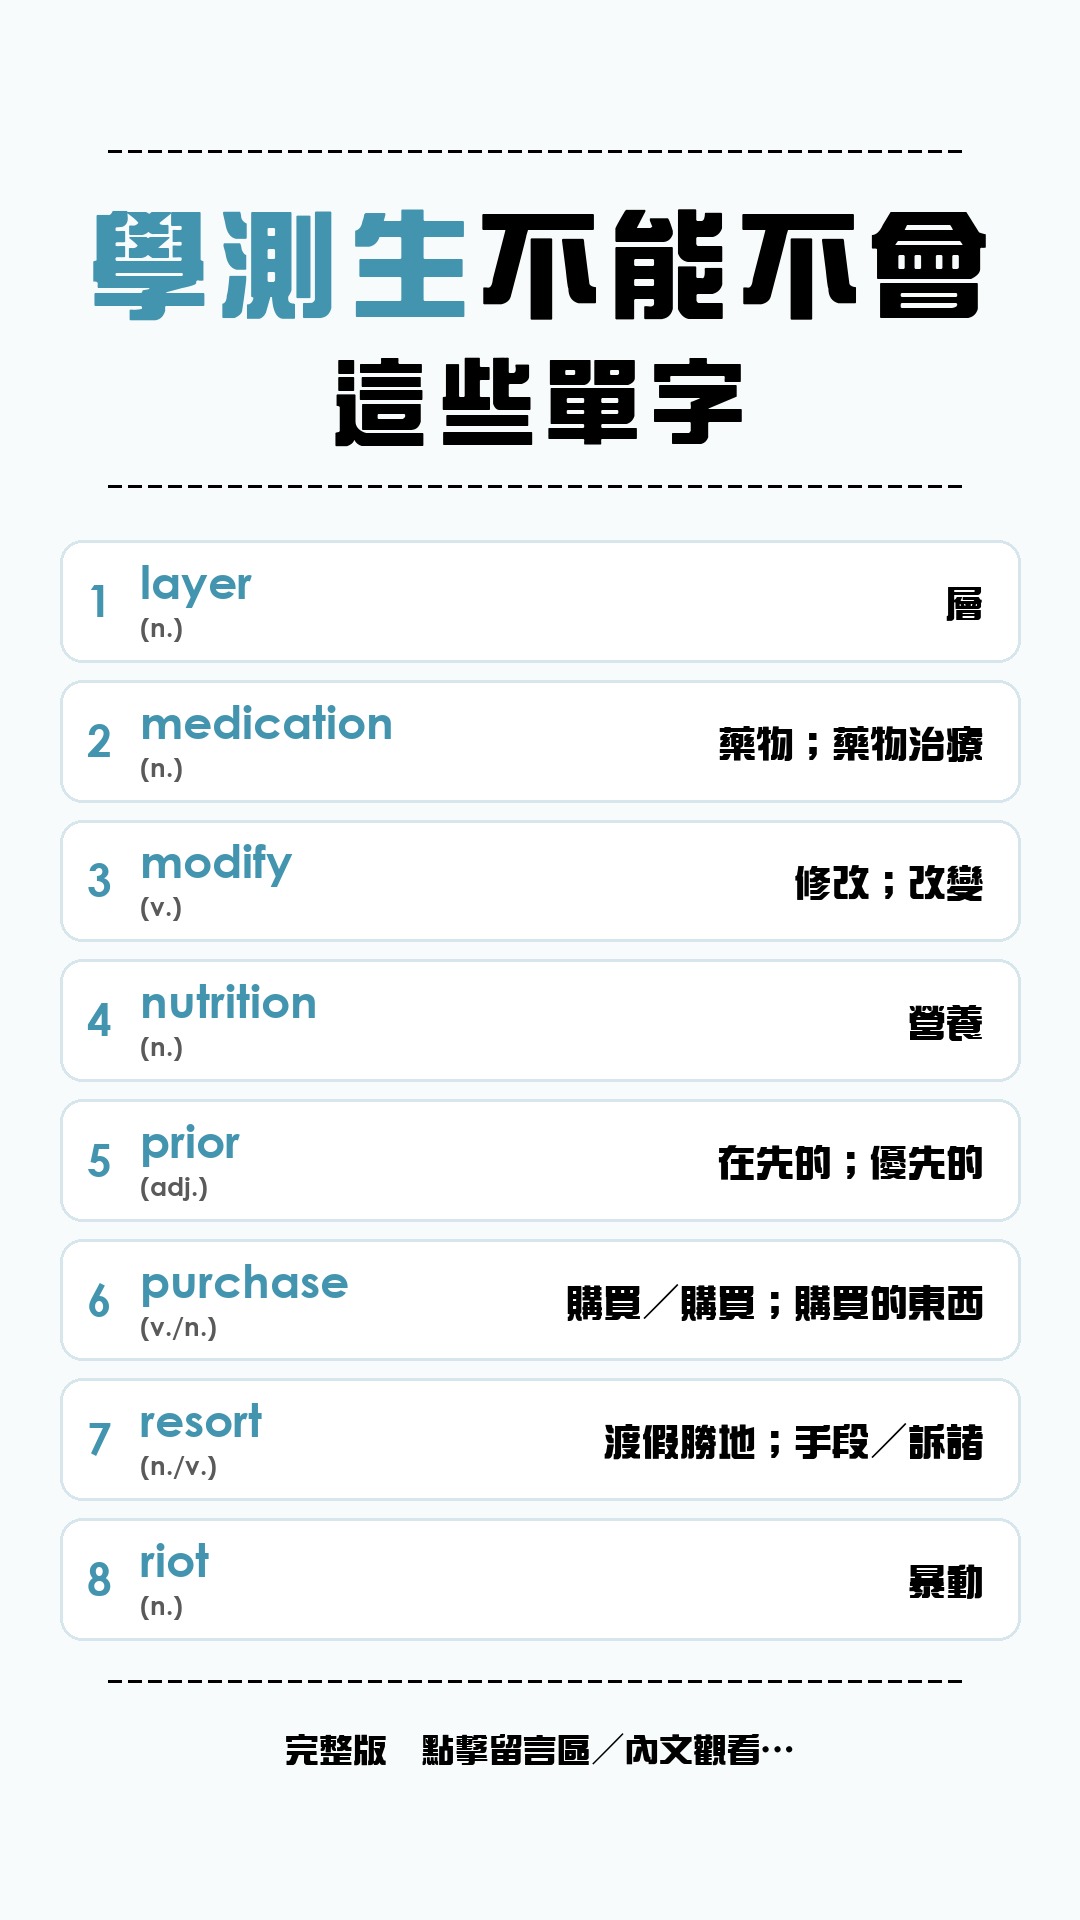 學測生不能不會
這些單字
1 layer
(n.)
層
2 medication
(n.)
藥物；藥物治療
3 modify
(v.)
修改；改變
4 nutrition
(n.)
營養
5 prior
(adj.)
在先的；優先的
6 purchase
(v./n.)
購買／購買；購買的東西
7 resort
(n./v.)
渡假勝地；手段／訴諸
8 riot
(n.)
暴動
完整版　點擊留言區／內文觀看…